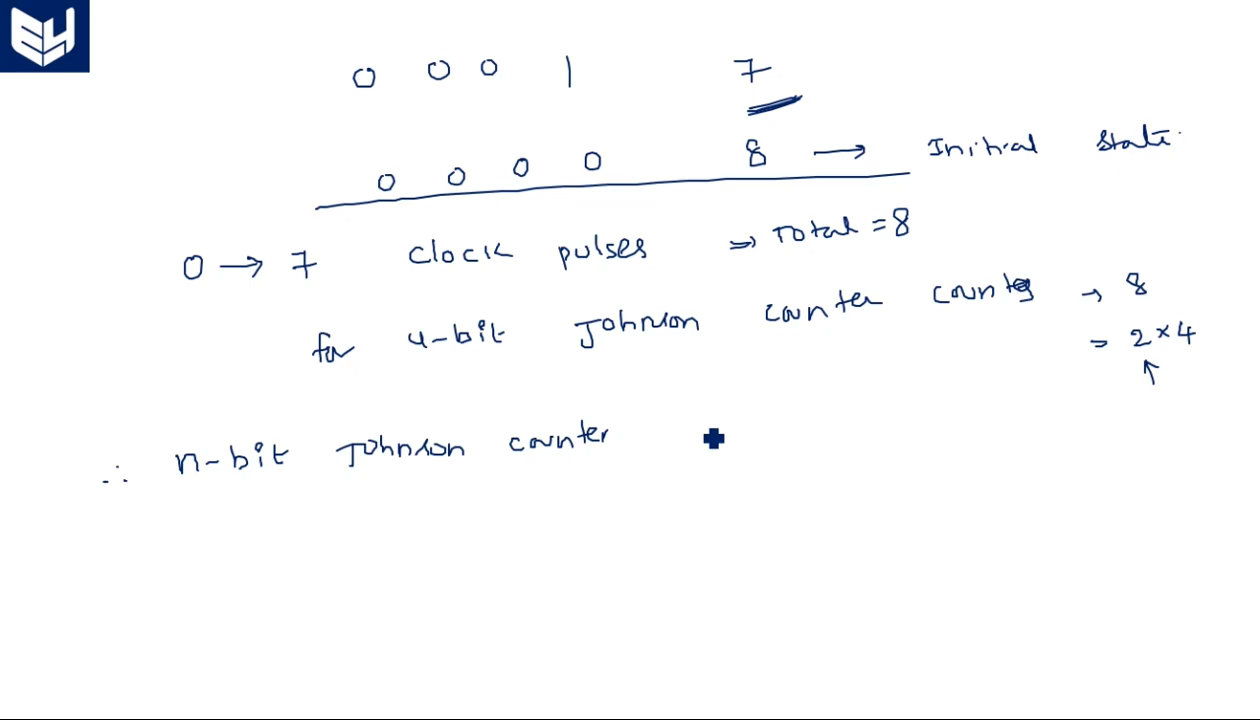 0 0 0 1 7
0 0 0 0 8 → Initial state.
0 → 7 clock pulses ⇒ Total = 8
for 4-bit Johnson counter counts → 8
= 2 × 4
↑
∴ n-bit Johnson counter